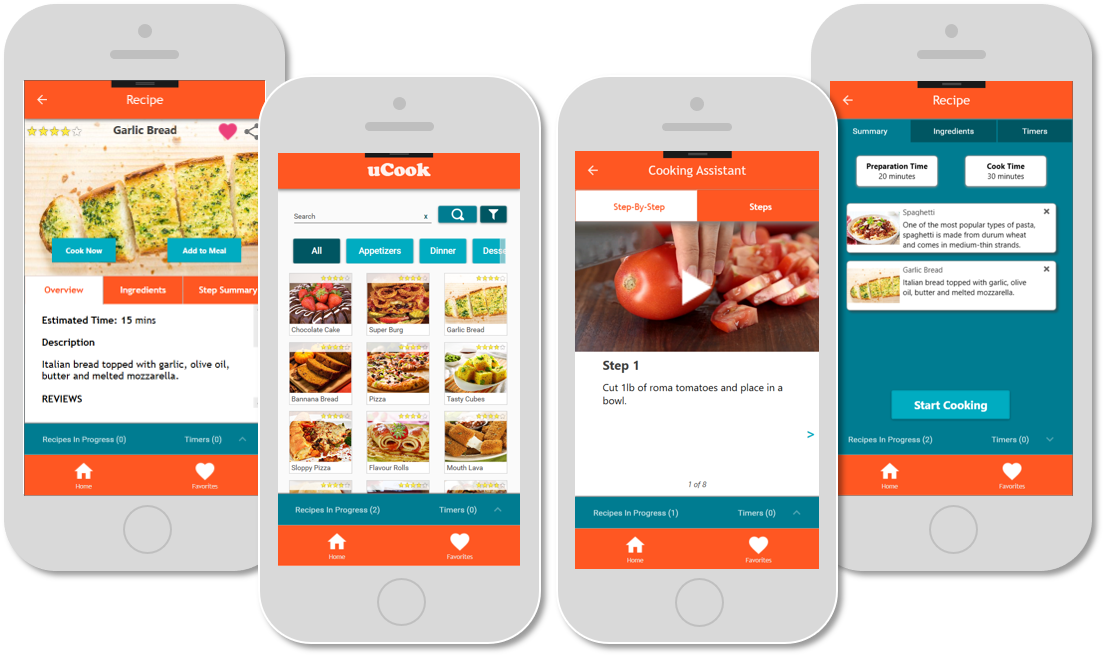 Recipe
Garlic Bread
Cook Now
Add to Meal
Overview
Ingredients
Step Summary
Estimated Time: 15 mins
Description
Italian bread topped with garlic, olive oil,
butter and melted mozzarella.
REVIEWS
Recipes In Progress (0)
Timers (0)
Home
Favorites
uCook
Search
x
All
Appetizers
Dinner
Desse
Chocolate Cake
Super Burg
Garlic Bread
Bannana Bread
Pizza
Tasty Cubes
Sloppy Pizza
Flavour Rolls
Mouth Lava
Recipes In Progress (2)
Timers (0)
Home
Favorites
Cooking Assistant
Step-By-Step
Steps
Step 1
Cut 1lb of roma tomatoes and place in a
bowl.
>
1 of 8
Recipes In Progress (1)
Timers (0)
Home
Favorites
Recipe
Summary
Ingredients
Timers
Preparation Time
20 minutes
Cook Time
30 minutes
Spaghetti
One of the most popular types of pasta,
spaghetti is made from durum wheat
and comes in medium-thin strands.
Garlic Bread
Italian bread topped with garlic, olive
oil, butter and melted mozzarella.
Start Cooking
Recipes In Progress (2)
Timers (0)
Home
Favorites